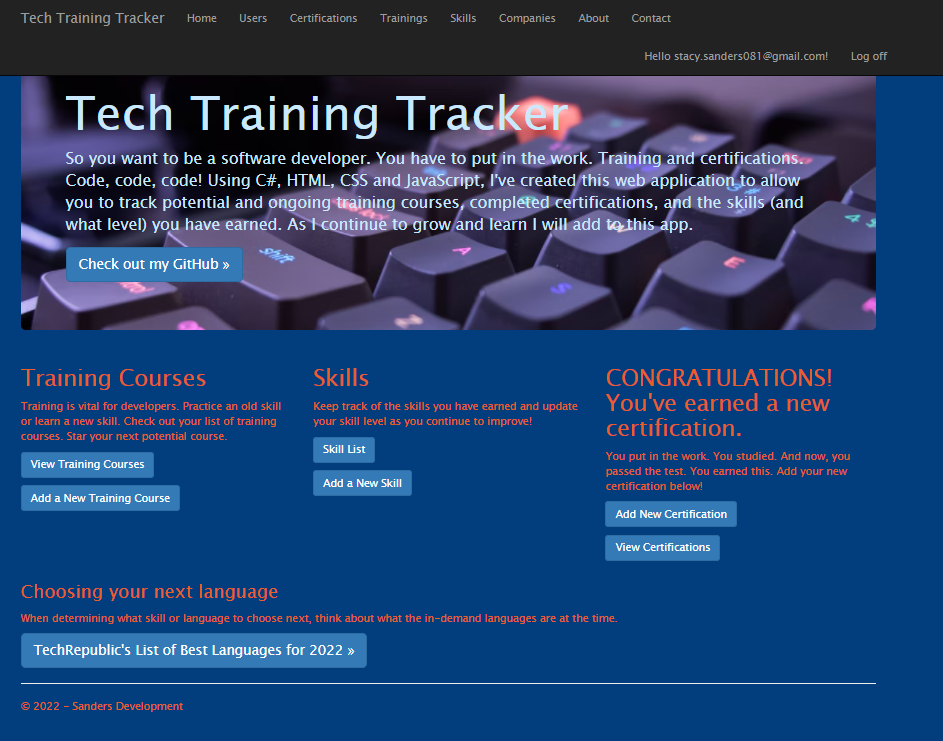 Tech Training Tracker Home Users Certifications Trainings Skills Companies About Contact
Hello stacy.sanders081@gmail.com! Log off
Tech Training Tracker
So you want to be a software developer. You have to put in the work. Training and certifications.
Code, code, code! Using C#, HTML, CSS and JavaScript, I've created this web application to allow
you to track potential and ongoing training courses, completed certifications, and the skills (and
what level) you have earned. As I continue to grow and learn I will add to this app.
Check out my GitHub »
shift
A
S
E
4
Training Courses
Training is vital for developers. Practice an old skill
or learn a new skill. Check out your list of training
courses. Star your next potential course.
View Training Courses
Add a New Training Course
Skills
Keep track of the skills you have earned and update
your skill level as you continue to improve!
Skill List
Add a New Skill
CONGRATULATIONS!
You've earned a new
certification.
You put in the work. You studied. And now, you
passed the test. You earned this. Add your new
certification below!
Add New Certification
View Certifications
Choosing your next language
When determining what skill or language to choose next, think about what the in-demand languages are at the time.
TechRepublic's List of Best Languages for 2022 »
© 2022 - Sanders Development